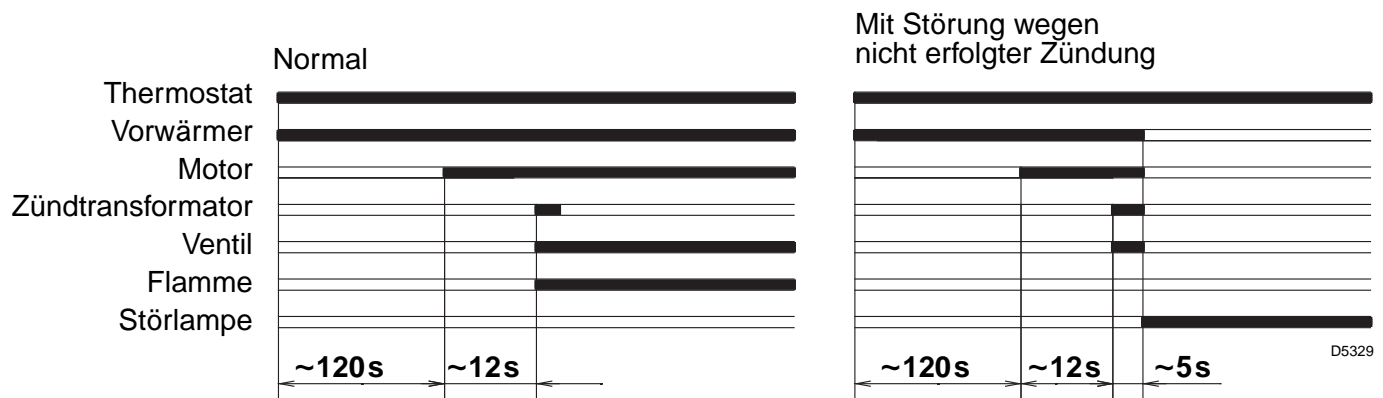 Normal
Mit Störung wegen
nicht erfolgter Zündung
Thermostat
Vorwärmer
Motor
Zündtransformator
Ventil
Flamme
Störlampe
~120s
~12s
~120s
~12s
~5s
D5329